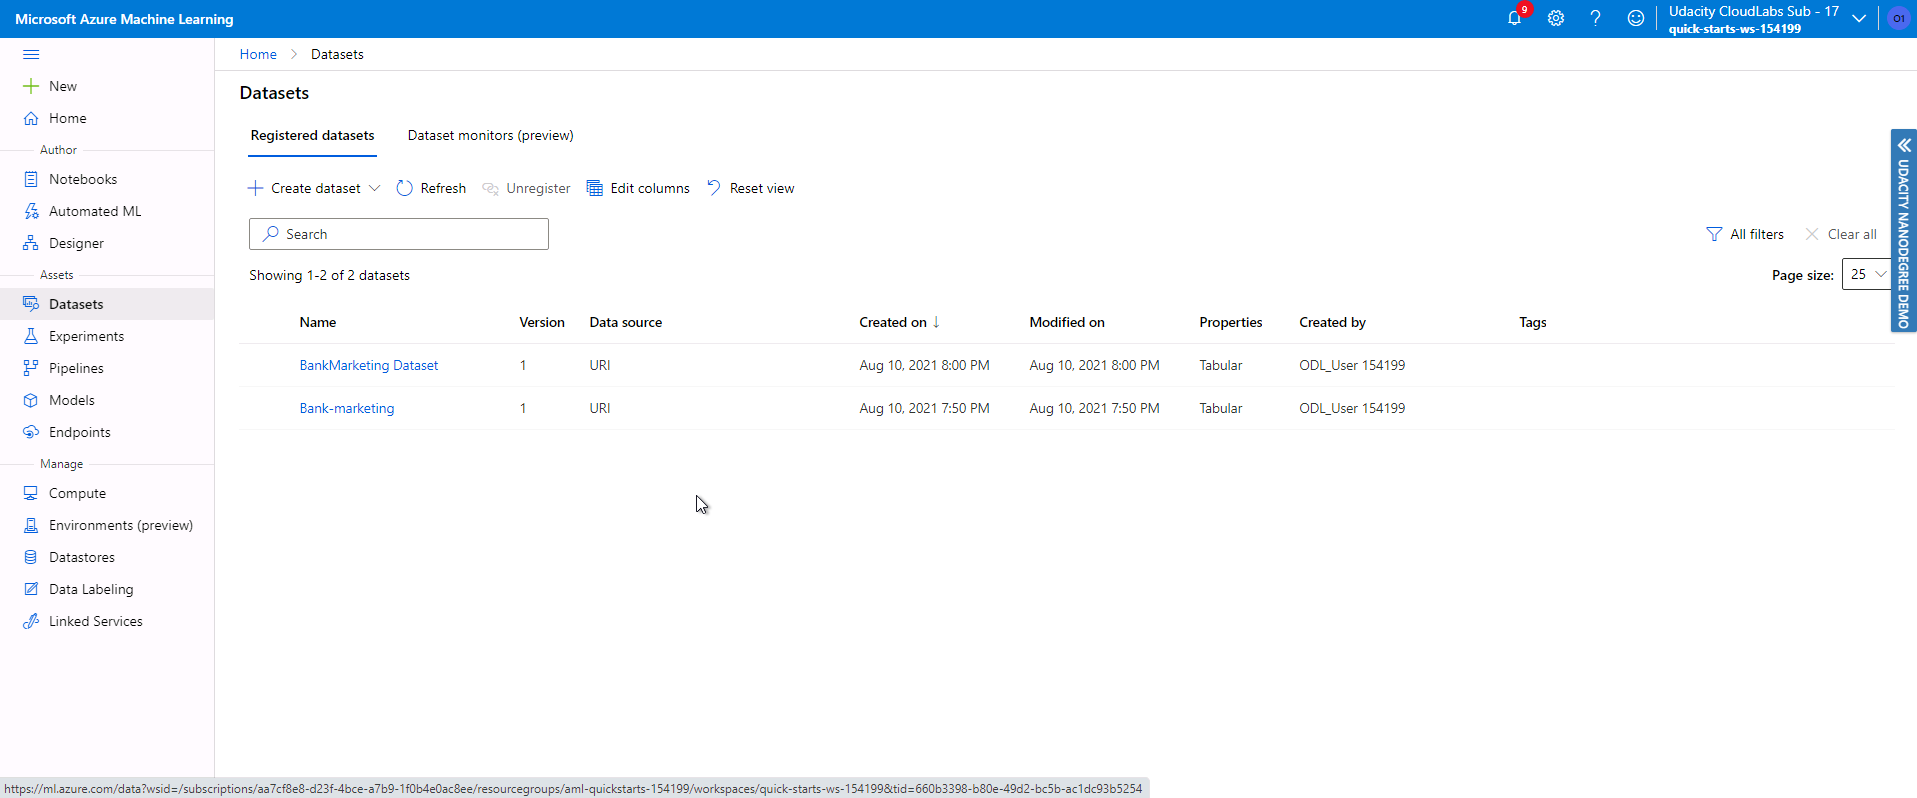 Microsoft Azure Machine Learning
9
Udacity CloudLabs Sub - 17
quick-starts-ws-154199
O1
New
Home
Author
Notebooks
Automated ML
Designer
Assets
Datasets
Experiments
Pipelines
Models
Endpoints
Manage
Compute
Environments (preview)
Datastores
Data Labeling
Linked Services
Home > Datasets
Datasets
Registered datasets Dataset monitors (preview)
Create dataset Refresh Unregister Edit columns Reset view
Search
All filters Clear all
Showing 1-2 of 2 datasets
Page size: 25
Name Version Data source Created on ↓ Modified on Properties Created by Tags
BankMarketing Dataset 1 URI Aug 10, 2021 8:00 PM Aug 10, 2021 8:00 PM Tabular ODL_User 154199
Bank-marketing 1 URI Aug 10, 2021 7:50 PM Aug 10, 2021 7:50 PM Tabular ODL_User 154199
UDACITY NANODEGREE DEMO
https://ml.azure.com/data?wsid=/subscriptions/aa7cf8e8-d23f-4bce-a7b9-1f0b4e0ac8ee/resourcegroups/aml-quickstarts-154199/workspaces/quick-starts-ws-154199&tid=660b3398-b80e-49d2-bc5b-ac1dc93b5254